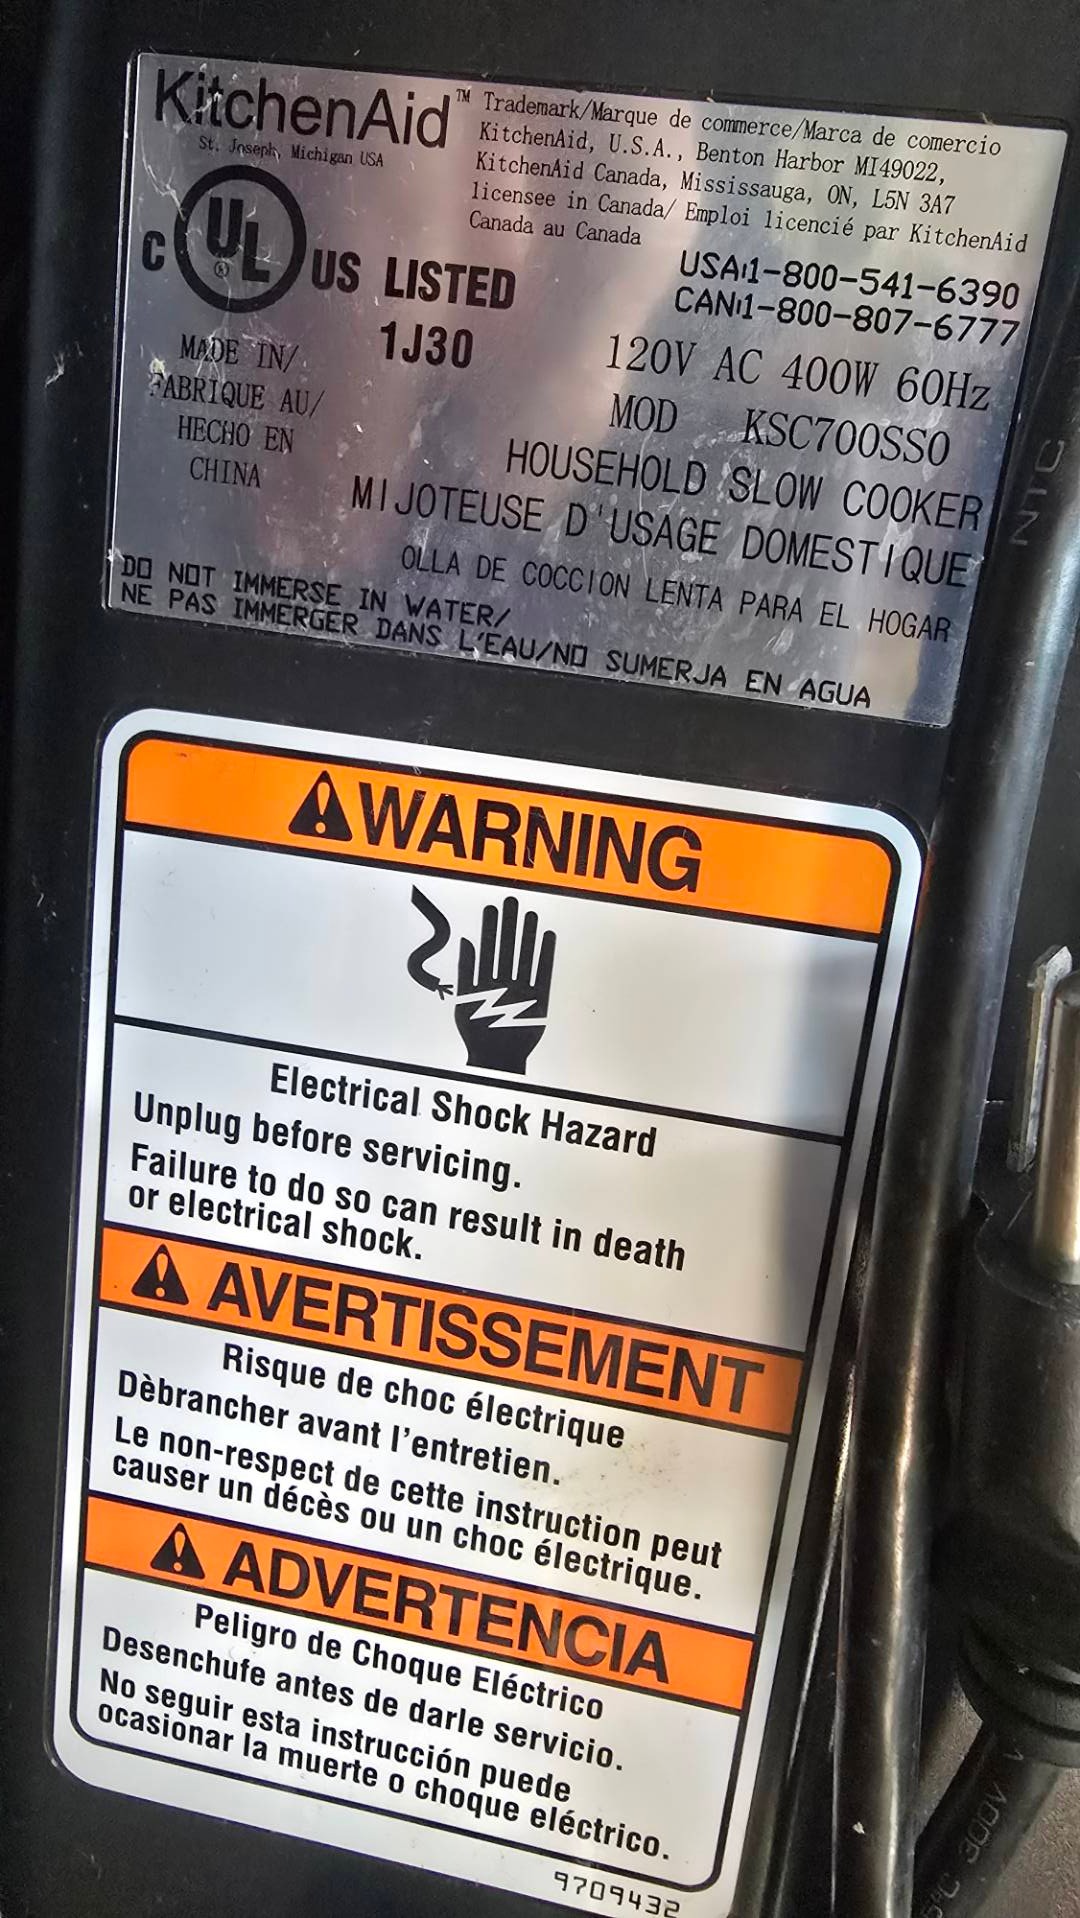 KitchenAid™
St. Joseph, Michigan USA
Trademark/Marque de commerce/Marca de comercio
KitchenAid, U.S.A., Benton Harbor MI49022,
KitchenAid Canada, Mississauga, ON, L5N 3A7
licensee in Canada/ Emploi licencié par KitchenAid
Canada au Canada
C UL® US LISTED
1J30
USA:1-800-541-6390
CAN:1-800-807-6777
MADE IN/
FABRIQUE AU/
HECHO EN
CHINA
120V AC 400W 60Hz
MOD KSC700SS0
HOUSEHOLD SLOW COOKER
MIJOTEUSE D'USAGE DOMESTIQUE
OLLA DE COCCION LENTA PARA EL HOGAR
DO NOT IMMERSE IN WATER/
NE PAS IMMERGER DANS L'EAU/NO SUMERJA EN AGUA
WARNING
Electrical Shock Hazard
Unplug before servicing.
Failure to do so can result in death
or electrical shock.
AVERTISSEMENT
Risque de choc électrique
Dèbrancher avant l'entretien.
Le non-respect de cette instruction peut
causer un décès ou un choc électrique.
ADVERTENCIA
Peligro de Choque Eléctrico
Desenchufe antes de darle servicio.
No seguir esta instrucción puede
ocasionar la muerte o choque eléctrico.
9709432
°C 300V